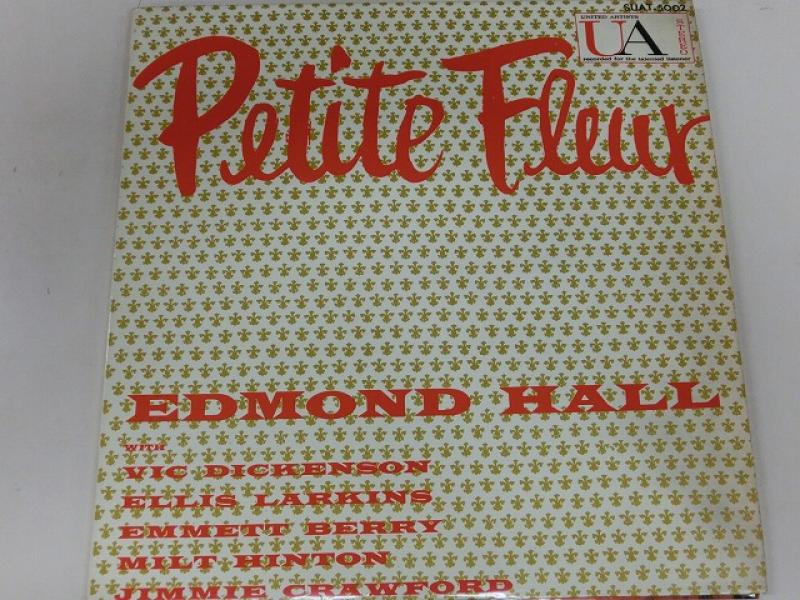 SUAT-5002
UNITED ARTISTS
UA
STEREO
recorded for the talented listener
Petite Fleur
EDMOND HALL
WITH
VIC DICKENSON
ELLIS LARKINS
EMMETT BERRY
MILT HINTON
JIMMIE CRAWFORD